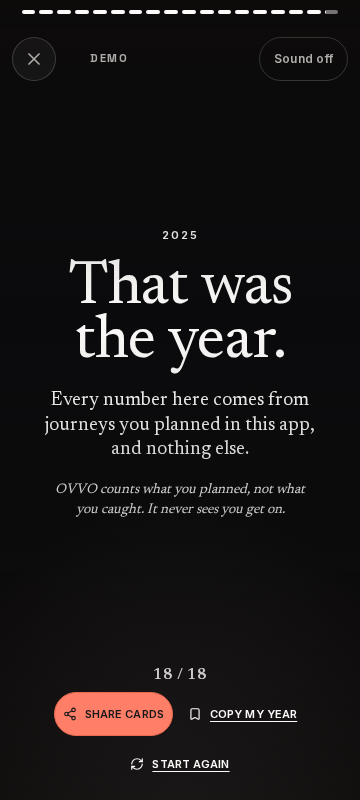 DEMO
Sound off
2025
That was
the year.
Every number here comes from
journeys you planned in this app,
and nothing else.
OVVO counts what you planned, not what
you caught. It never sees you get on.
18 / 18
SHARE CARDS
COPY MY YEAR
START AGAIN